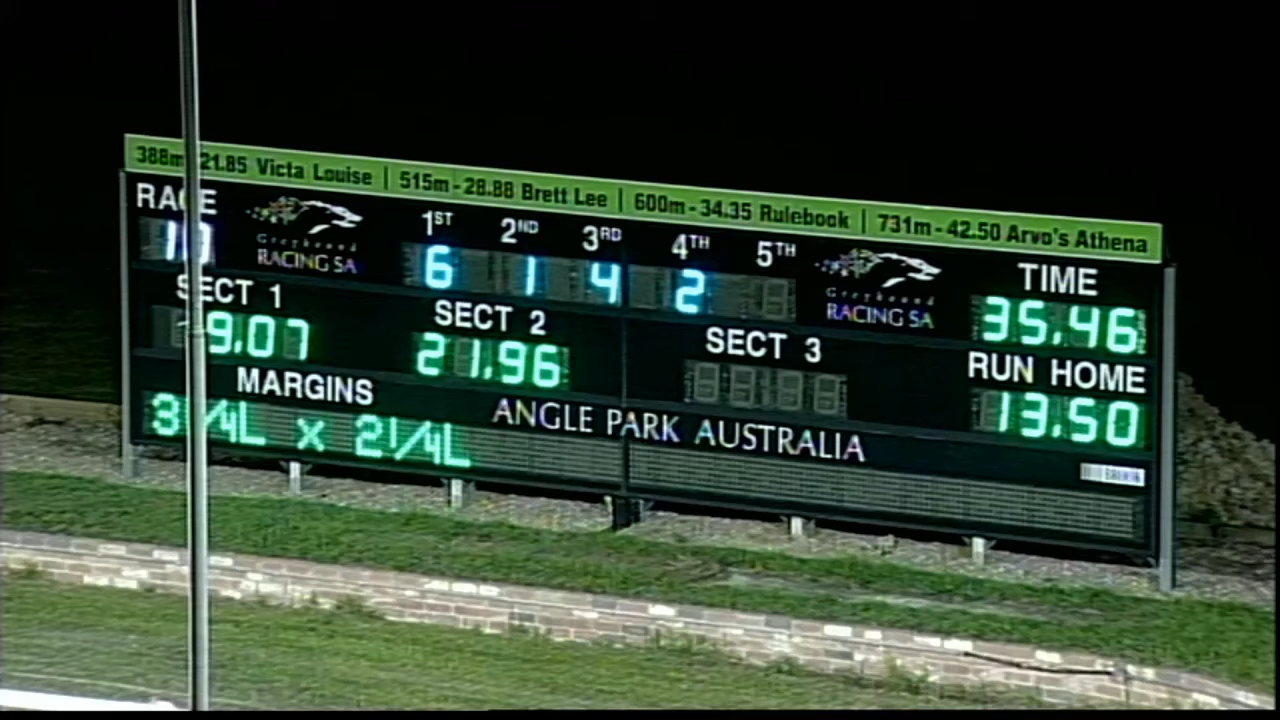 388m 21.85 Victa Louise | 515m - 28.88 Brett Lee | 600m - 34.35 Rulebook | 731m - 42.50 Arvo's Athena
RACE
1ST 2ND 3RD 4TH 5TH
Greyhound
RACING SA
Greyhound
RACING SA
TIME
10 6 1 4 2 35.46
SECT 1 SECT 2 SECT 3 RUN HOME
9.07 21.96 13.50
MARGINS
ANGLE PARK AUSTRALIA
/4L x 2 1/4L